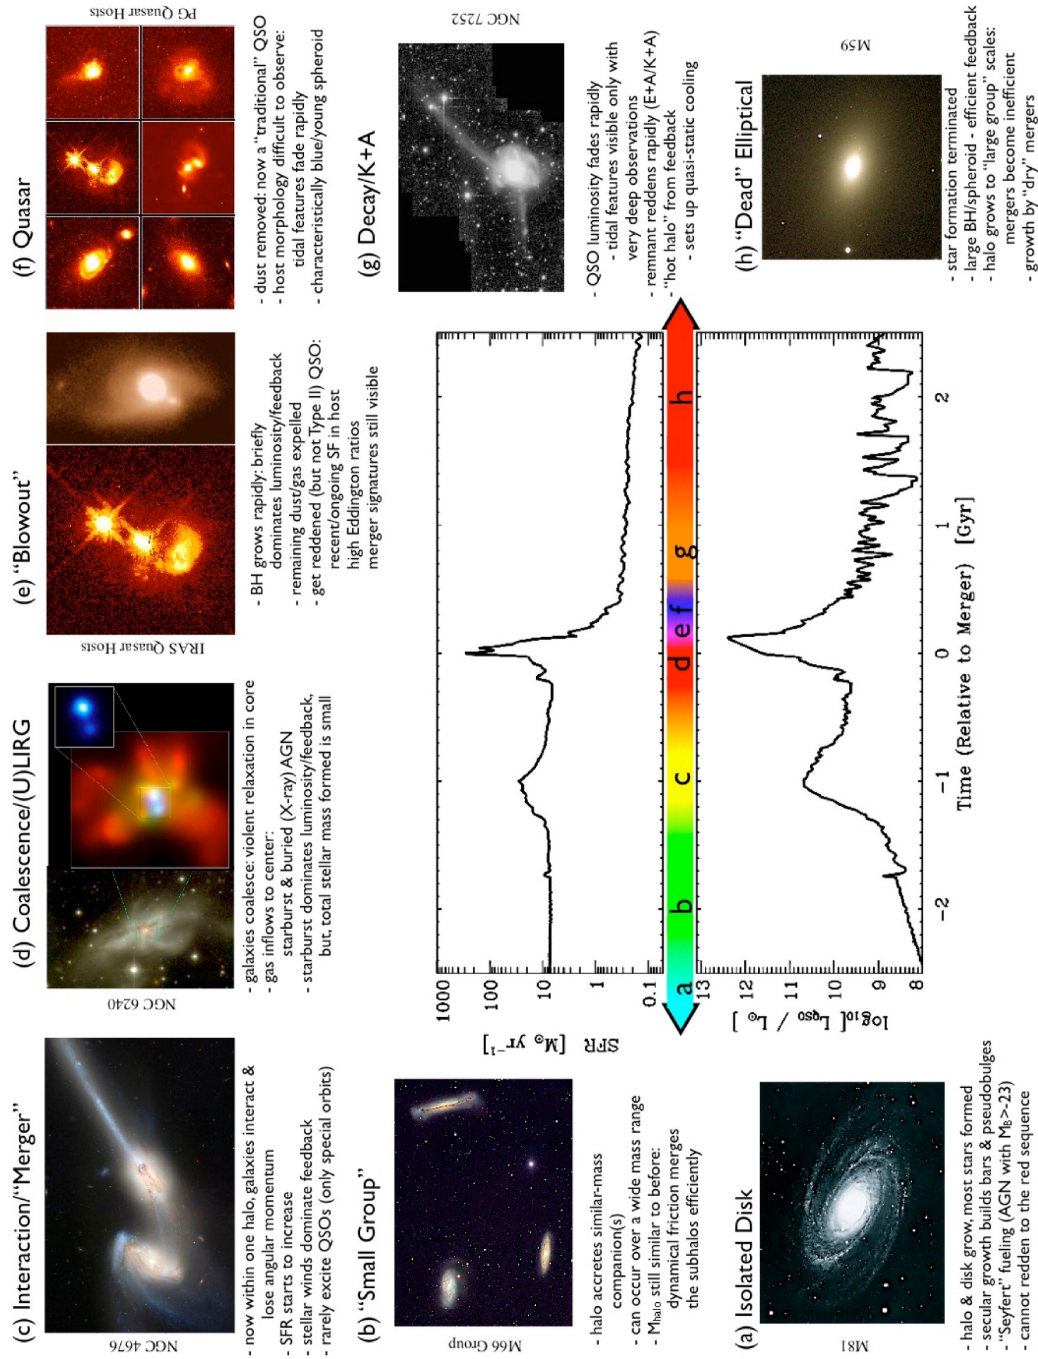 (c) Interaction/“Merger”
NGC 4676
- now within one halo, galaxies interact &
lose angular momentum
- SFR starts to increase
- stellar winds dominate feedback
- rarely excite QSOs (only special orbits)
(d) Coalescence/(U)LIRG
NGC 6240
- galaxies coalesce: violent relaxation in core
- gas inflows to center:
starburst & buried (X-ray) AGN
- starburst dominates luminosity/feedback,
but, total stellar mass formed is small
(e) “Blowout”
IRAS Quasar Hosts
- BH grows rapidly: briefly
dominates luminosity/feedback
- remaining dust/gas expelled
- get reddened (but not Type II) QSO:
recent/ongoing SF in host
high Eddington ratios
merger signatures still visible
(f) Quasar
PG Quasar Hosts
- dust removed: now a “traditional” QSO
- host morphology difficult to observe:
tidal features fade rapidly
- characteristically blue/young spheroid
(b) “Small Group”
M66 Group
- halo accretes similar-mass
companion(s)
- can occur over a wide mass range
- Mhalo still similar to before:
dynamical friction merges
the subhalos efficiently
(a) Isolated Disk
M81
- halo & disk grow, most stars formed
- secular growth builds bars & pseudobulges
- “Seyfert” fueling (AGN with MB>-23)
- cannot redden to the red sequence
1000
100
10
1
0.1
SFR [M⊙ yr⁻¹]
a b c d e f g h
13
12
11
10
9
8
log10[ LQSO / L⊙ ]
-2 -1 0 1 2
Time (Relative to Merger) [Gyr]
(g) Decay/K+A
NGC 7252
- QSO luminosity fades rapidly
- tidal features visible only with
very deep observations
- remnant reddens rapidly (E+A/K+A)
- “hot halo” from feedback
- sets up quasi-static cooling
(h) “Dead” Elliptical
M59
- star formation terminated
- large BH/spheroid - efficient feedback
- halo grows to “large group” scales:
mergers become inefficient
- growth by “dry” mergers